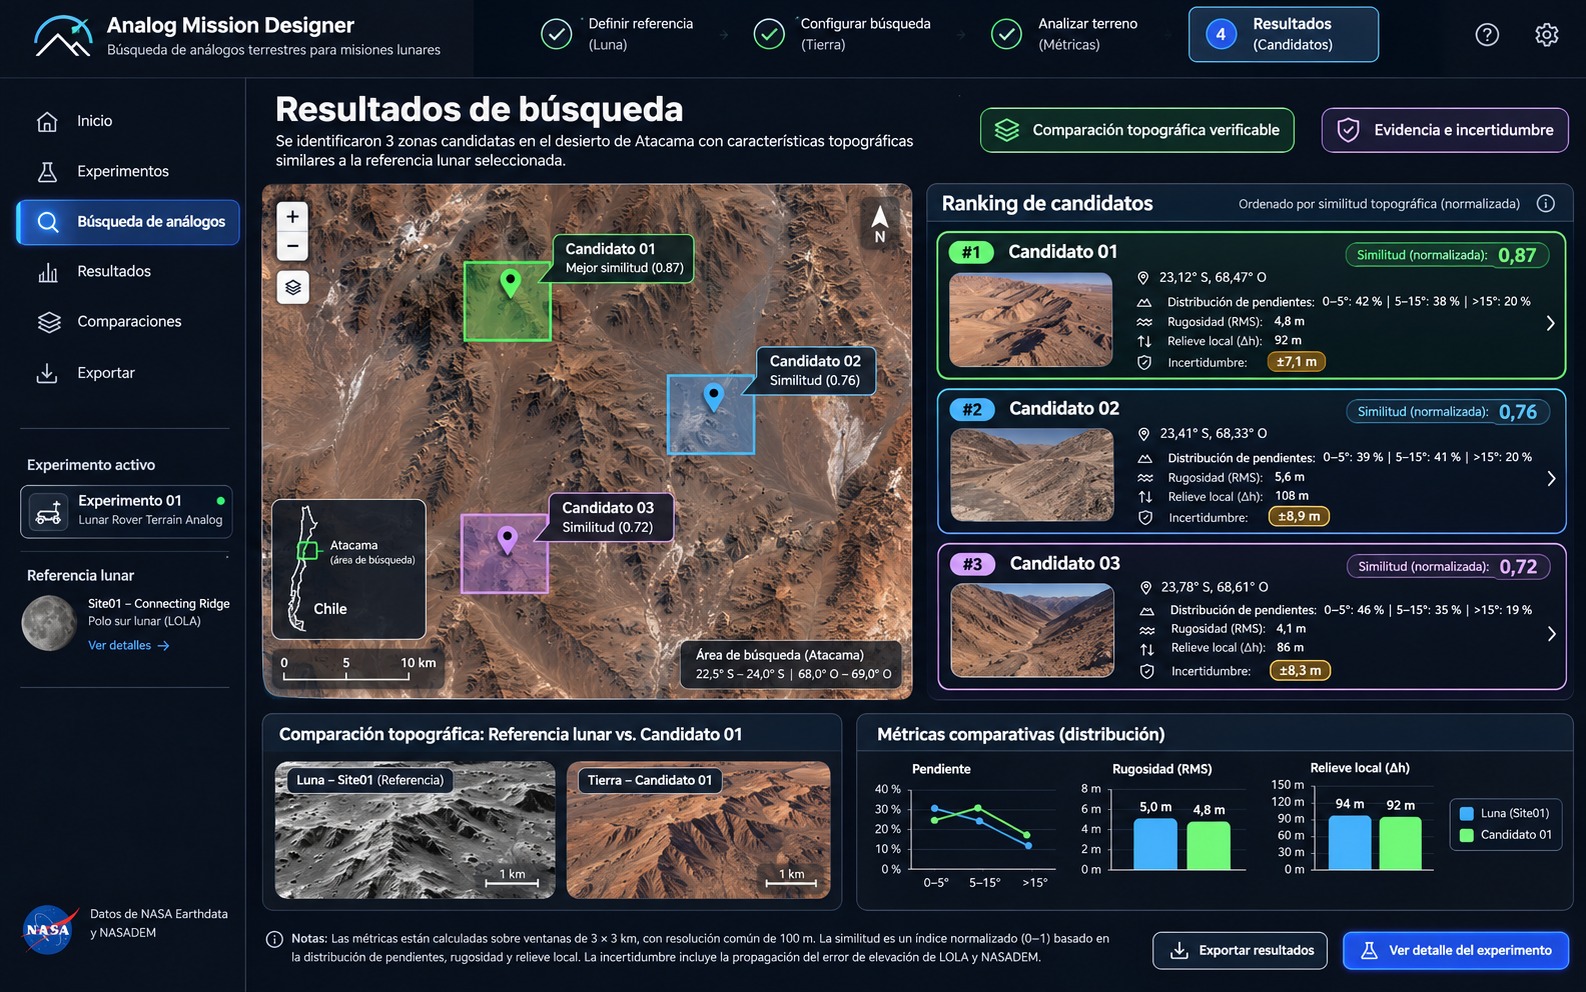 Analog Mission Designer
Búsqueda de análogos terrestres para misiones lunares
Definir referencia
(Luna)
Configurar búsqueda
(Tierra)
Analizar terreno
(Métricas)
4
Resultados
(Candidatos)
?
Inicio
Experimentos
Búsqueda de análogos
Resultados
Comparaciones
Exportar
Experimento activo
Experimento 01
Lunar Rover Terrain Analog
Referencia lunar
Site01 – Connecting Ridge
Polo sur lunar (LOLA)
Ver detalles →
NASA
Datos de NASA Earthdata
y NASADEM
Resultados de búsqueda
Se identificaron 3 zonas candidatas en el desierto de Atacama con características topográficas
similares a la referencia lunar seleccionada.
Comparación topográfica verificable
Evidencia e incertidumbre
+
−
N
Candidato 01
Mejor similitud (0.87)
Candidato 02
Similitud (0.76)
Candidato 03
Similitud (0.72)
Atacama
(área de búsqueda)
Chile
0 5 10 km
Área de búsqueda (Atacama)
22,5° S – 24,0° S | 68,0° O – 69,0° O
Ranking de candidatos
Ordenado por similitud topográfica (normalizada)
#1 Candidato 01
Similitud (normalizada): 0,87
23,12° S, 68,47° O
Distribución de pendientes: 0–5°: 42 % | 5–15°: 38 % | >15°: 20 %
Rugosidad (RMS): 4,8 m
Relieve local (Δh): 92 m
Incertidumbre: ±7,1 m
#2 Candidato 02
Similitud (normalizada): 0,76
23,41° S, 68,33° O
Distribución de pendientes: 0–5°: 39 % | 5–15°: 41 % | >15°: 20 %
Rugosidad (RMS): 5,6 m
Relieve local (Δh): 108 m
Incertidumbre: ±8,9 m
#3 Candidato 03
Similitud (normalizada): 0,72
23,78° S, 68,61° O
Distribución de pendientes: 0–5°: 46 % | 5–15°: 35 % | >15°: 19 %
Rugosidad (RMS): 4,1 m
Relieve local (Δh): 86 m
Incertidumbre: ±8,3 m
Comparación topográfica: Referencia lunar vs. Candidato 01
Luna – Site01 (Referencia)
1 km
Tierra – Candidato 01
1 km
Métricas comparativas (distribución)
Pendiente
40 %
30 %
20 %
10 %
0 %
0–5° 5–15° >15°
Rugosidad (RMS)
8 m
6 m
4 m
2 m
0 m
5,0 m 4,8 m
Relieve local (Δh)
150 m
120 m
90 m
60 m
30 m
0 m
94 m 92 m
Luna (Site01)
Candidato 01
Notas: Las métricas están calculadas sobre ventanas de 3 × 3 km, con resolución común de 100 m. La similitud es un índice normalizado (0–1) basado en
la distribución de pendientes, rugosidad y relieve local. La incertidumbre incluye la propagación del error de elevación de LOLA y NASADEM.
Exportar resultados
Ver detalle del experimento